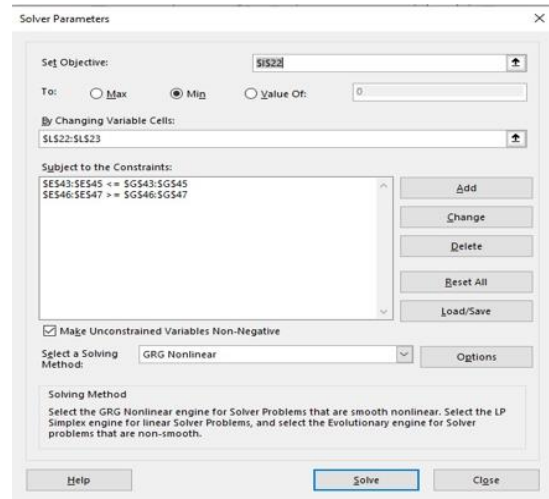 Solver Parameters
Set Objective: $I$22
To: Max Min Value Of: 0
By Changing Variable Cells:
$L$22:$L$23
Subject to the Constraints:
$E$43:$E$45 <= $G$43:$G$45
$E$46:$E$47 >= $G$46:$G$47
Add
Change
Delete
Reset All
Load/Save
Make Unconstrained Variables Non-Negative
Select a Solving Method: GRG Nonlinear Options
Solving Method
Select the GRG Nonlinear engine for Solver Problems that are smooth nonlinear. Select the LP
Simplex engine for linear Solver Problems, and select the Evolutionary engine for Solver
problems that are non-smooth.
Help Solve Close